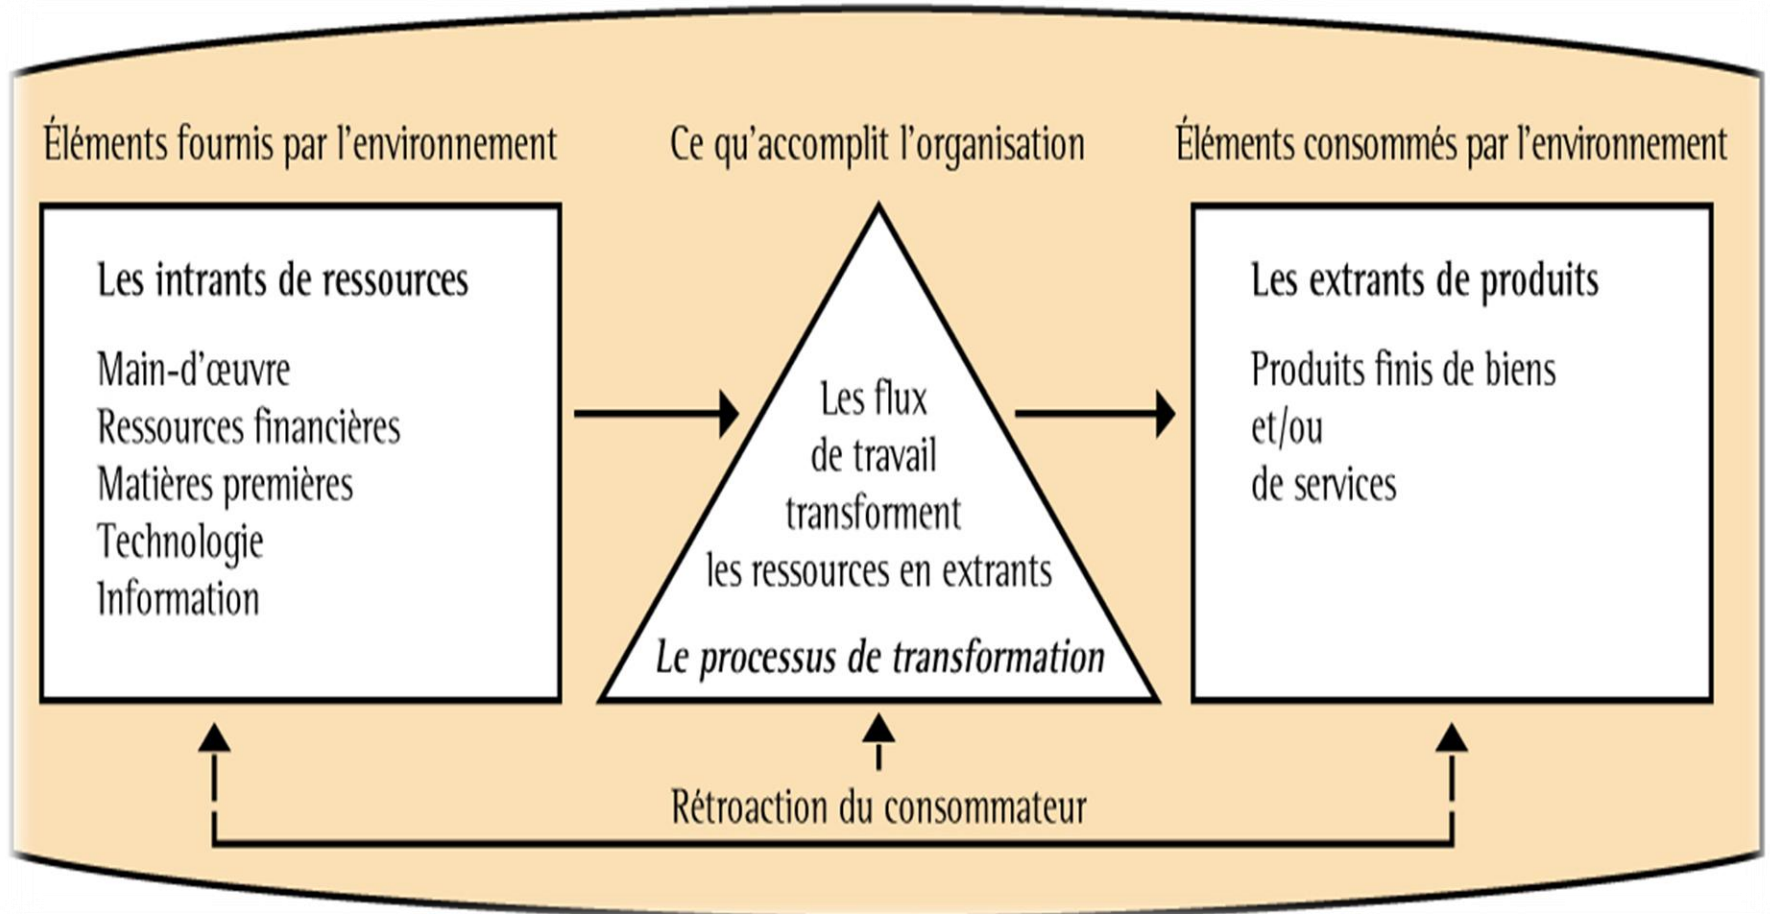 Éléments fournis par l'environnement
Les intrants de ressources
Main-d'œuvre
Ressources financières
Matières premières
Technologie
Information
Ce qu'accomplit l'organisation
Les flux
de travail
transforment
les ressources en extrants
Le processus de transformation
Éléments consommés par l'environnement
Les extrants de produits
Produits finis de biens
et/ou
de services
Rétroaction du consommateur